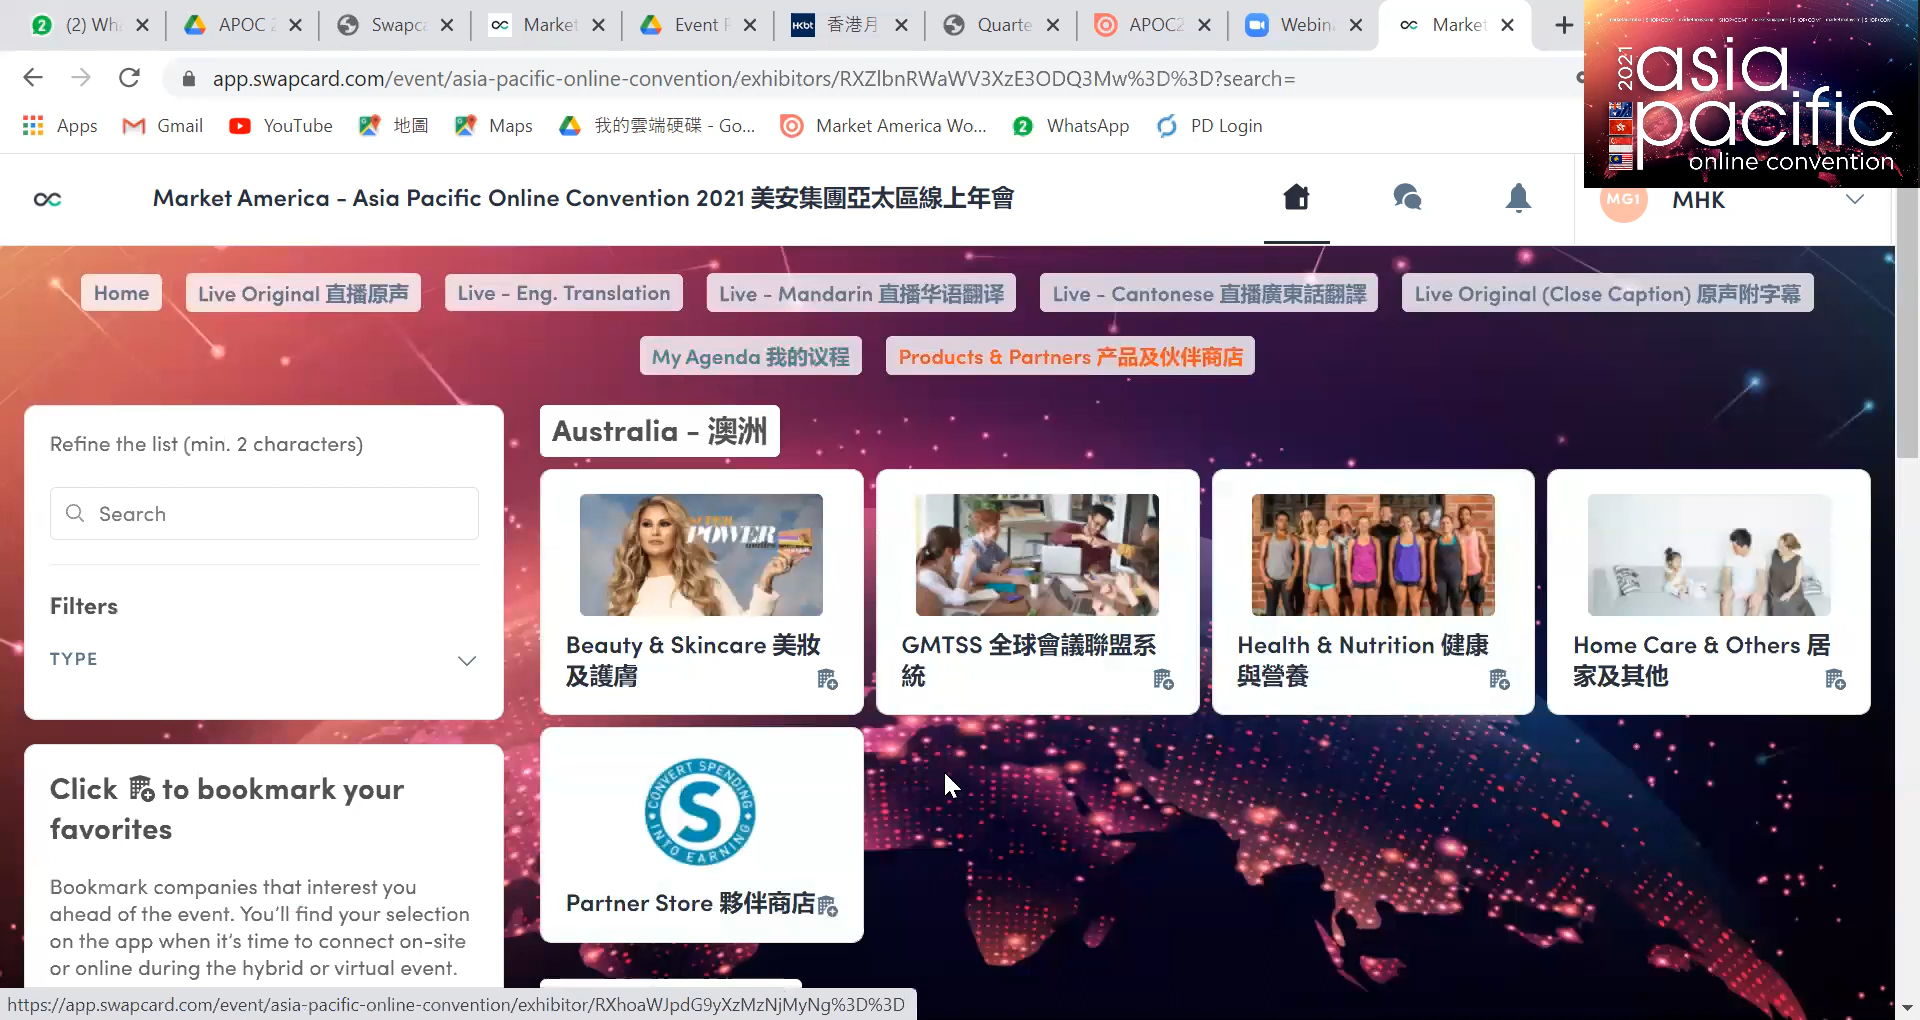 (2) Wh
APOC 2
Swapca
Market
Event F
HKbt
香港月
Quarte
APOC2
Webin
Market
app.swapcard.com/event/asia-pacific-online-convention/exhibitors/RXZlbnRWaWV3XzE3ODQ3Mw%3D%3D?search=
Apps
Gmail
YouTube
地圖
Maps
我的雲端硬碟 - Go...
Market America Wo...
WhatsApp
PD Login
2021
asia
pacific
online convention
Market America - Asia Pacific Online Convention 2021 美安集團亞太區線上年會
MG1
MHK
Home
Live Original 直播原声
Live - Eng. Translation
Live - Mandarin 直播华语翻译
Live - Cantonese 直播廣東話翻譯
Live Original (Close Caption) 原声附字幕
My Agenda 我的议程
Products & Partners 产品及伙伴商店
Refine the list (min. 2 characters)
Search
Filters
TYPE
Click to bookmark your
favorites
Bookmark companies that interest you
ahead of the event. You'll find your selection
on the app when it's time to connect on-site
or online during the hybrid or virtual event.
Australia - 澳洲
POWER
Beauty & Skincare 美妝
及護膚
GMTSS 全球會議聯盟系
統
Health & Nutrition 健康
與營養
Home Care & Others 居
家及其他
CONVERT SPENDING
S
INTO EARNING
Partner Store 夥伴商店
https://app.swapcard.com/event/asia-pacific-online-convention/exhibitor/RXhoaWJpdG9yXzMzNjMyNg%3D%3D